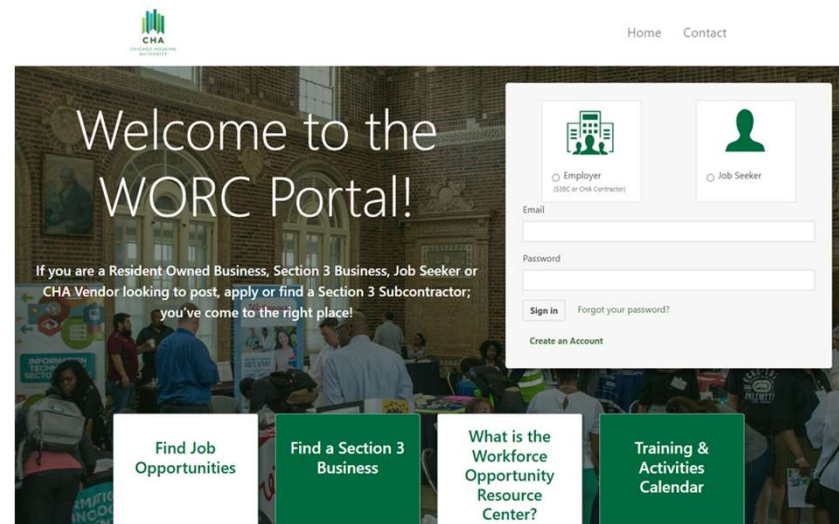 CHA
CHICAGO HOUSING
AUTHORITY
Home Contact
Welcome to the
WORC Portal!
If you are a Resident Owned Business, Section 3 Business, Job Seeker or
CHA Vendor looking to post, apply or find a Section 3 Subcontractor;
you've come to the right place!
Employer
(S3BC or CHA Contractor)
Job Seeker
Email
Password
Sign in Forgot your password?
Create an Account
INFORMATION
TECH
SECTO
Find Job
Opportunities
Find a Section 3
Business
What is the
Workforce
Opportunity
Resource
Center?
Training &
Activities
Calendar